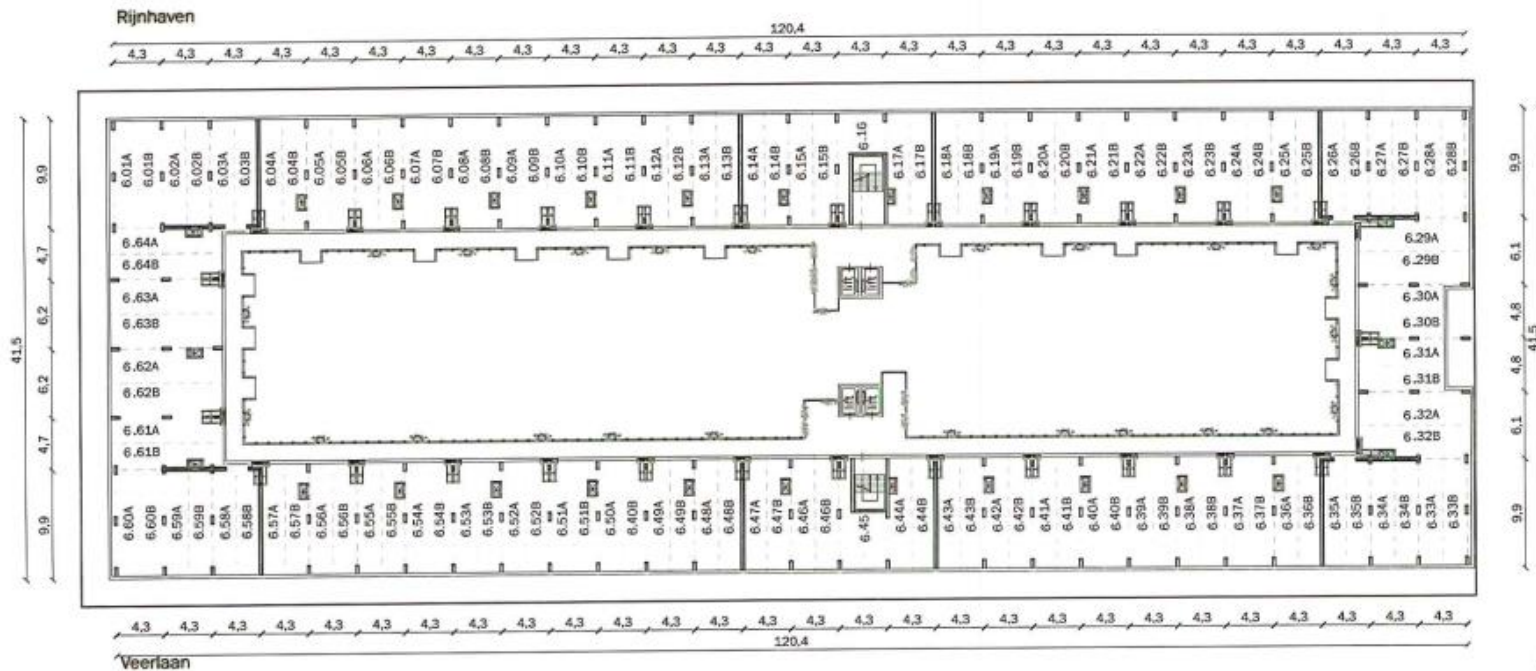 Rijnhaven
120,4
4,3 4,3 4,3 4,3 4,3 4,3 4,3 4,3 4,3 4,3 4,3 4,3 4,3 4,3 4,3 4,3 4,3 4,3 4,3 4,3 4,3 4,3 4,3 4,3 4,3 4,3 4,3 4,3
6.01A 6.01B 6.02A 6.02B 6.03A 6.03B 6.04A 6.04B 6.05A 6.05B 6.06A 6.06B 6.07A 6.07B 6.08A 6.08B 6.09A 6.09B 6.10A 6.10B 6.11A 6.11B 6.12A 6.12B 6.13A 6.13B 6.14A 6.14B 6.15A 6.15B 6.16 6.17A 6.17B 6.18A 6.18B 6.19A 6.19B 6.20A 6.20B 6.21A 6.21B 6.22A 6.22B 6.23A 6.23B 6.24A 6.24B 6.25A 6.25B 6.26A 6.26B 6.27A 6.27B 6.28A 6.28B
41,5
9,9
4,7
6,2
6,2
4,7
9,9
6.64A
6.64B
6.63A
6.63B
6.62A
6.62B
6.61A
6.61B
lift lift
lift lift
6.29A
6.29B
6.30A
6.30B
6.31A
6.31B
6.32A
6.32B
9,9
6,1
4,8
4,8
6,1
9,9
41,5
6.60A 6.60B 6.59A 6.59B 6.58A 6.58B 6.57A 6.57B 6.56A 6.56B 6.55A 6.55B 6.54A 6.54B 6.53A 6.53B 6.52A 6.52B 6.51A 6.51B 6.50A 6.40B 6.49A 6.49B 6.48A 6.48B 6.47A 6.47B 6.46A 6.46B 6.45 6.44A 6.44B 6.43A 6.43B 6.42A 6.42B 6.41A 6.41B 6.40A 6.40B 6.39A 6.39B 6.38A 6.38B 6.37A 6.37B 6.36A 6.36B 6.35A 6.35B 6.34A 6.34B 6.33A 6.33B
4,3 4,3 4,3 4,3 4,3 4,3 4,3 4,3 4,3 4,3 4,3 4,3 4,3 4,3 4,3 4,3 4,3 4,3 4,3 4,3 4,3 4,3 4,3 4,3 4,3 4,3 4,3 4,3
120,4
Veerlaan